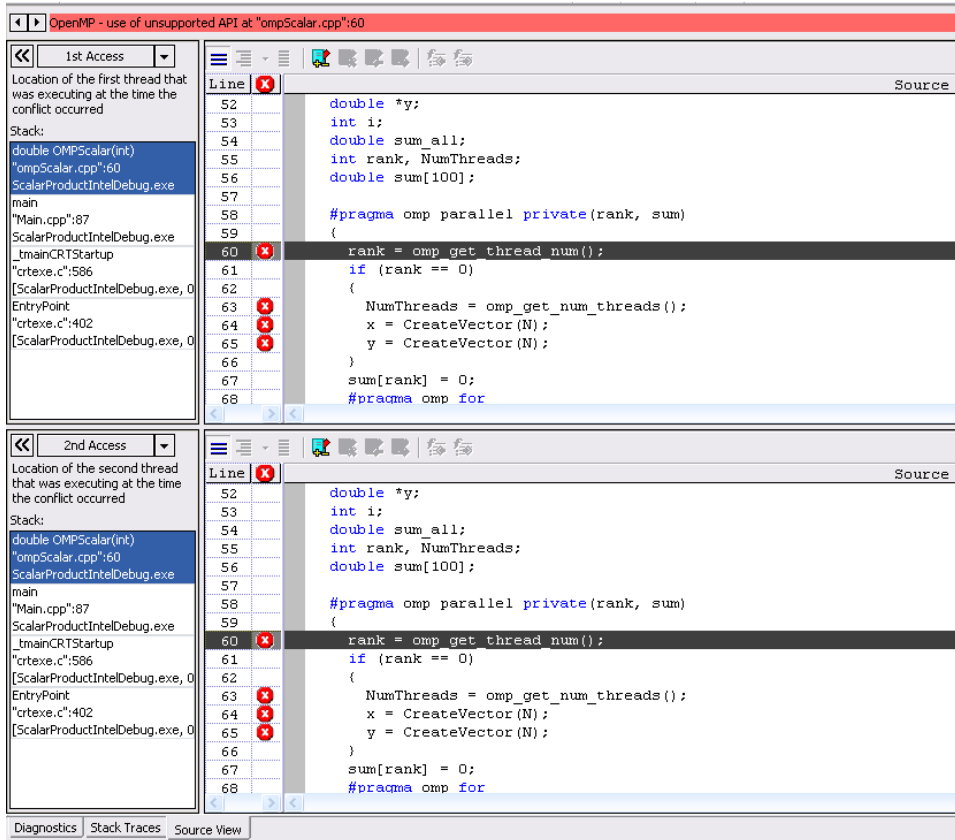 OpenMP - use of unsupported API at "ompScalar.cpp":60
1st Access
Location of the first thread that
was executing at the time the
conflict occurred
Stack:
double OMPScalar(int)
"ompScalar.cpp":60
ScalarProductIntelDebug.exe
main
"Main.cpp":87
ScalarProductIntelDebug.exe
_tmainCRTStartup
"crtexe.c":586
[ScalarProductIntelDebug.exe, 0
EntryPoint
"crtexe.c":402
[ScalarProductIntelDebug.exe, 0
Line Source
52 double *y;
53 int i;
54 double sum_all;
55 int rank, NumThreads;
56 double sum[100];
57
58 #pragma omp parallel private(rank, sum)
59 {
60 rank = omp_get_thread_num();
61 if (rank == 0)
62 {
63 NumThreads = omp_get_num_threads();
64 x = CreateVector(N);
65 y = CreateVector(N);
66 }
67 sum[rank] = 0;
68 #pragma omp for
2nd Access
Location of the second thread
that was executing at the time
the conflict occurred
Stack:
double OMPScalar(int)
"ompScalar.cpp":60
ScalarProductIntelDebug.exe
main
"Main.cpp":87
ScalarProductIntelDebug.exe
_tmainCRTStartup
"crtexe.c":586
[ScalarProductIntelDebug.exe, 0
EntryPoint
"crtexe.c":402
[ScalarProductIntelDebug.exe, 0
Line Source
52 double *y;
53 int i;
54 double sum_all;
55 int rank, NumThreads;
56 double sum[100];
57
58 #pragma omp parallel private(rank, sum)
59 {
60 rank = omp_get_thread_num();
61 if (rank == 0)
62 {
63 NumThreads = omp_get_num_threads();
64 x = CreateVector(N);
65 y = CreateVector(N);
66 }
67 sum[rank] = 0;
68 #pragma omp for
Diagnostics Stack Traces Source View